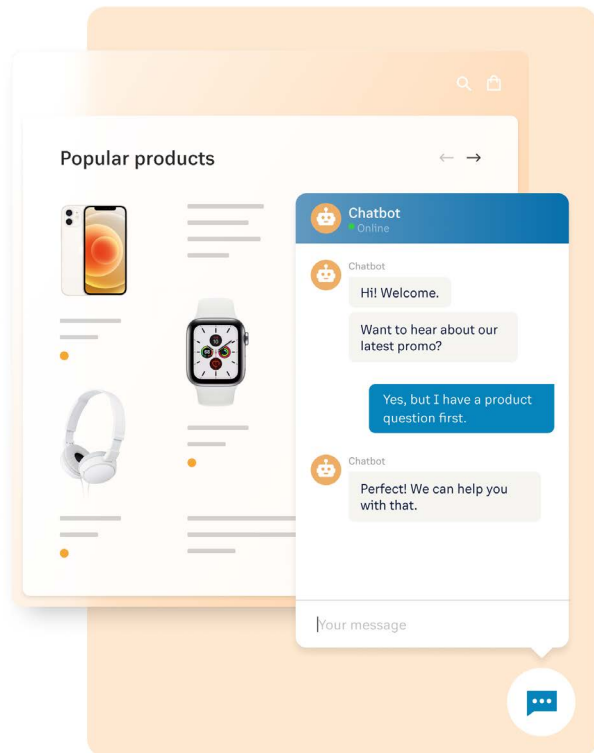 Popular products
Chatbot
Online
Chatbot
Hi! Welcome.
Want to hear about our
latest promo?
Yes, but I have a product
question first.
Chatbot
Perfect! We can help you
with that.
Your message